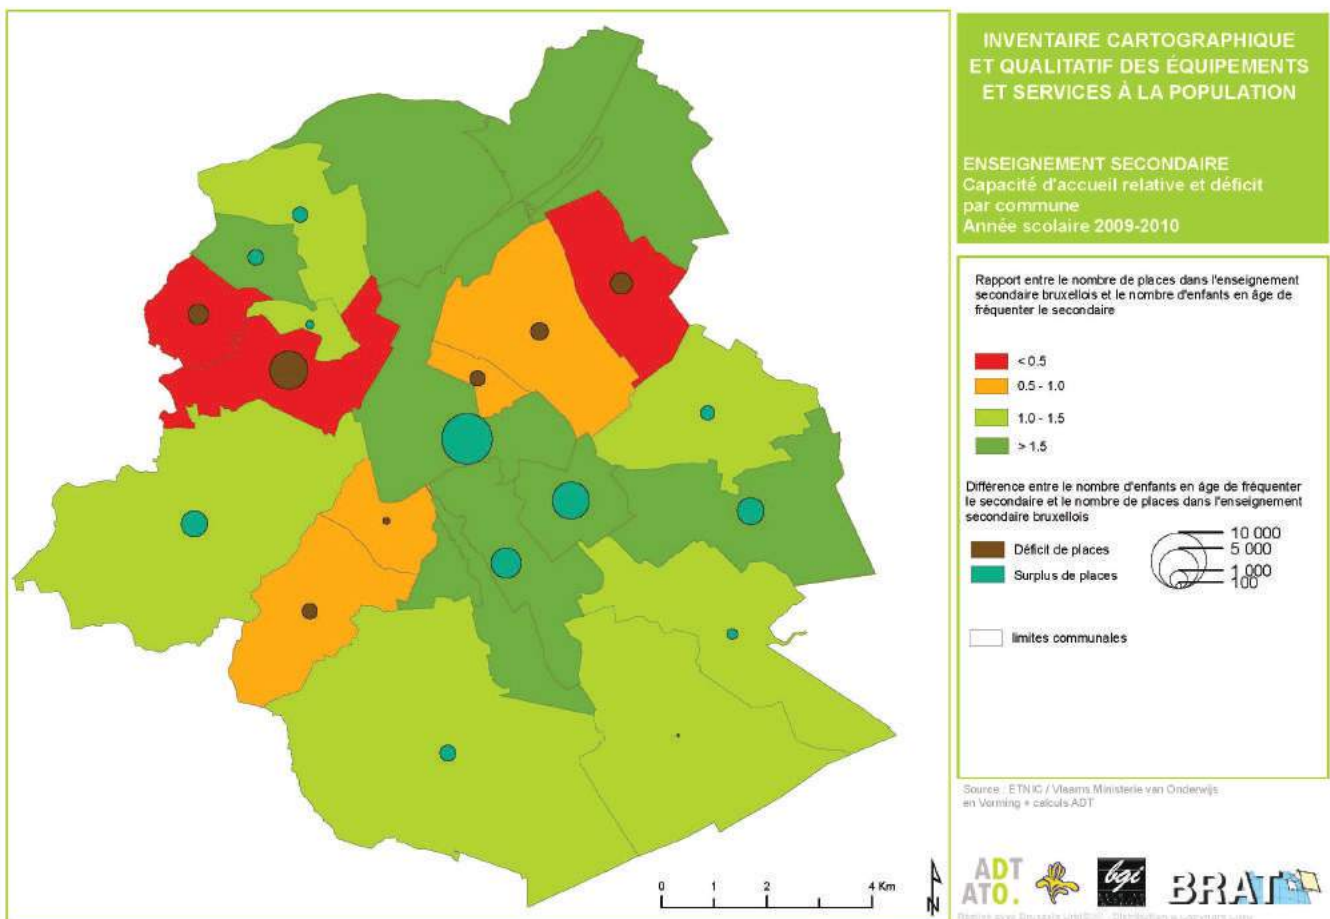 INVENTAIRE CARTOGRAPHIQUE
ET QUALITATIF DES ÉQUIPEMENTS
ET SERVICES À LA POPULATION
ENSEIGNEMENT SECONDAIRE
Capacité d'accueil relative et déficit
par commune
Année scolaire 2009-2010
Rapport entre le nombre de places dans l'enseignement
secondaire bruxellois et le nombre d'enfants en âge de
fréquenter le secondaire
< 0.5
0.5 - 1.0
1.0 - 1.5
> 1.5
Différence entre le nombre d'enfants en âge de fréquenter
le secondaire et le nombre de places dans l'enseignement
secondaire bruxellois
Déficit de places
Surplus de places
10 000
5 000
1 000
100
limites communales
Source : ETNIC / Vlaams Ministerie van Onderwijs
en Vorming + calculs ADT
0 1 2 4 Km
N
ADT
ATO.
bgi
BRAT